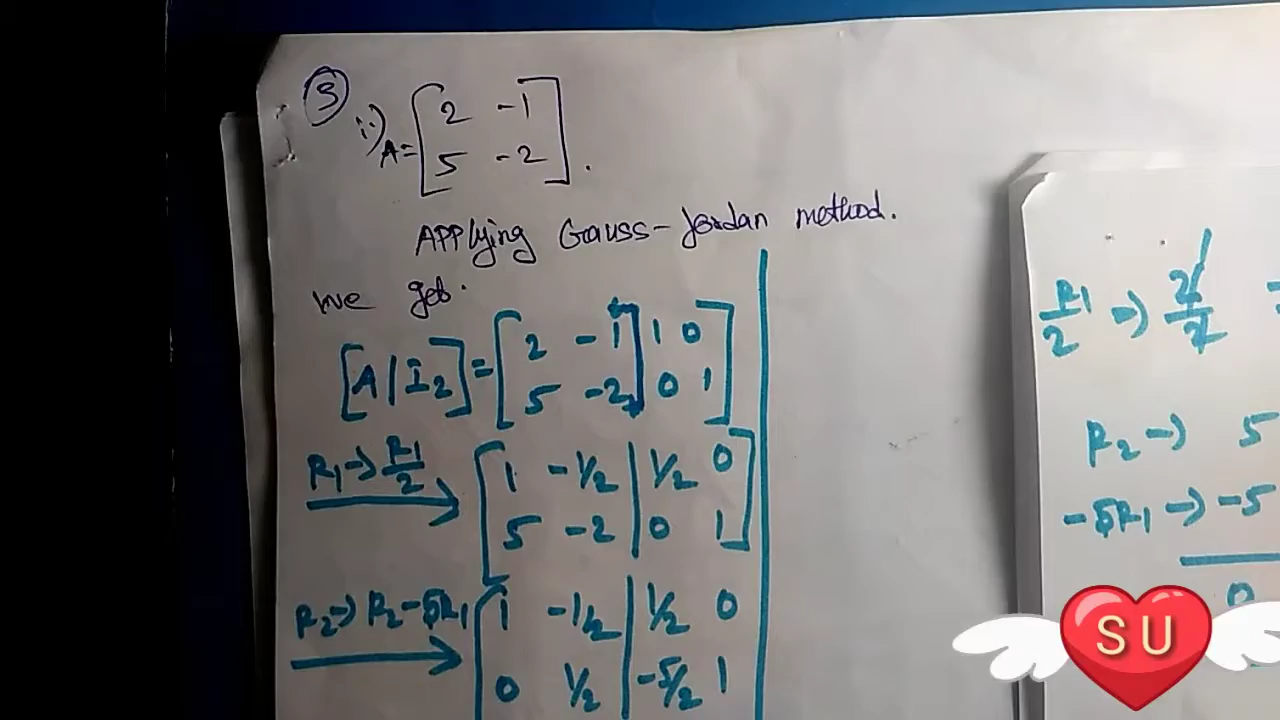 ③ i) A = [ 2 -1
5 -2 ].
Applying Gauss-Jordan method.
we get.
[A | I₂] = [ 2 -1 | 1 0
5 -2 | 0 1 ]
R₁ → R₁/2 [ 1 -1/2 | 1/2 0
5 -2 | 0 1 ]
R₂ → R₂ - 5R₁ [ 1 -1/2 | 1/2 0
0 1/2 | -5/2 1
R₁/2 → 2/2 =
R₂ → 5
-5R₁ → -5
0
SU